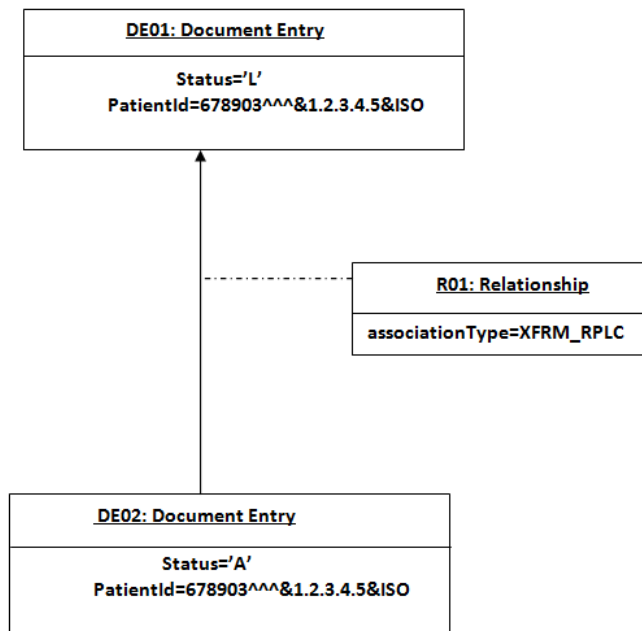 DE01: Document Entry
Status=’L’
PatientId=678903^^^&1.2.3.4.5&ISO
R01: Relationship
associationType=XFRM_RPLC
DE02: Document Entry
Status=’A’
PatientId=678903^^^&1.2.3.4.5&ISO